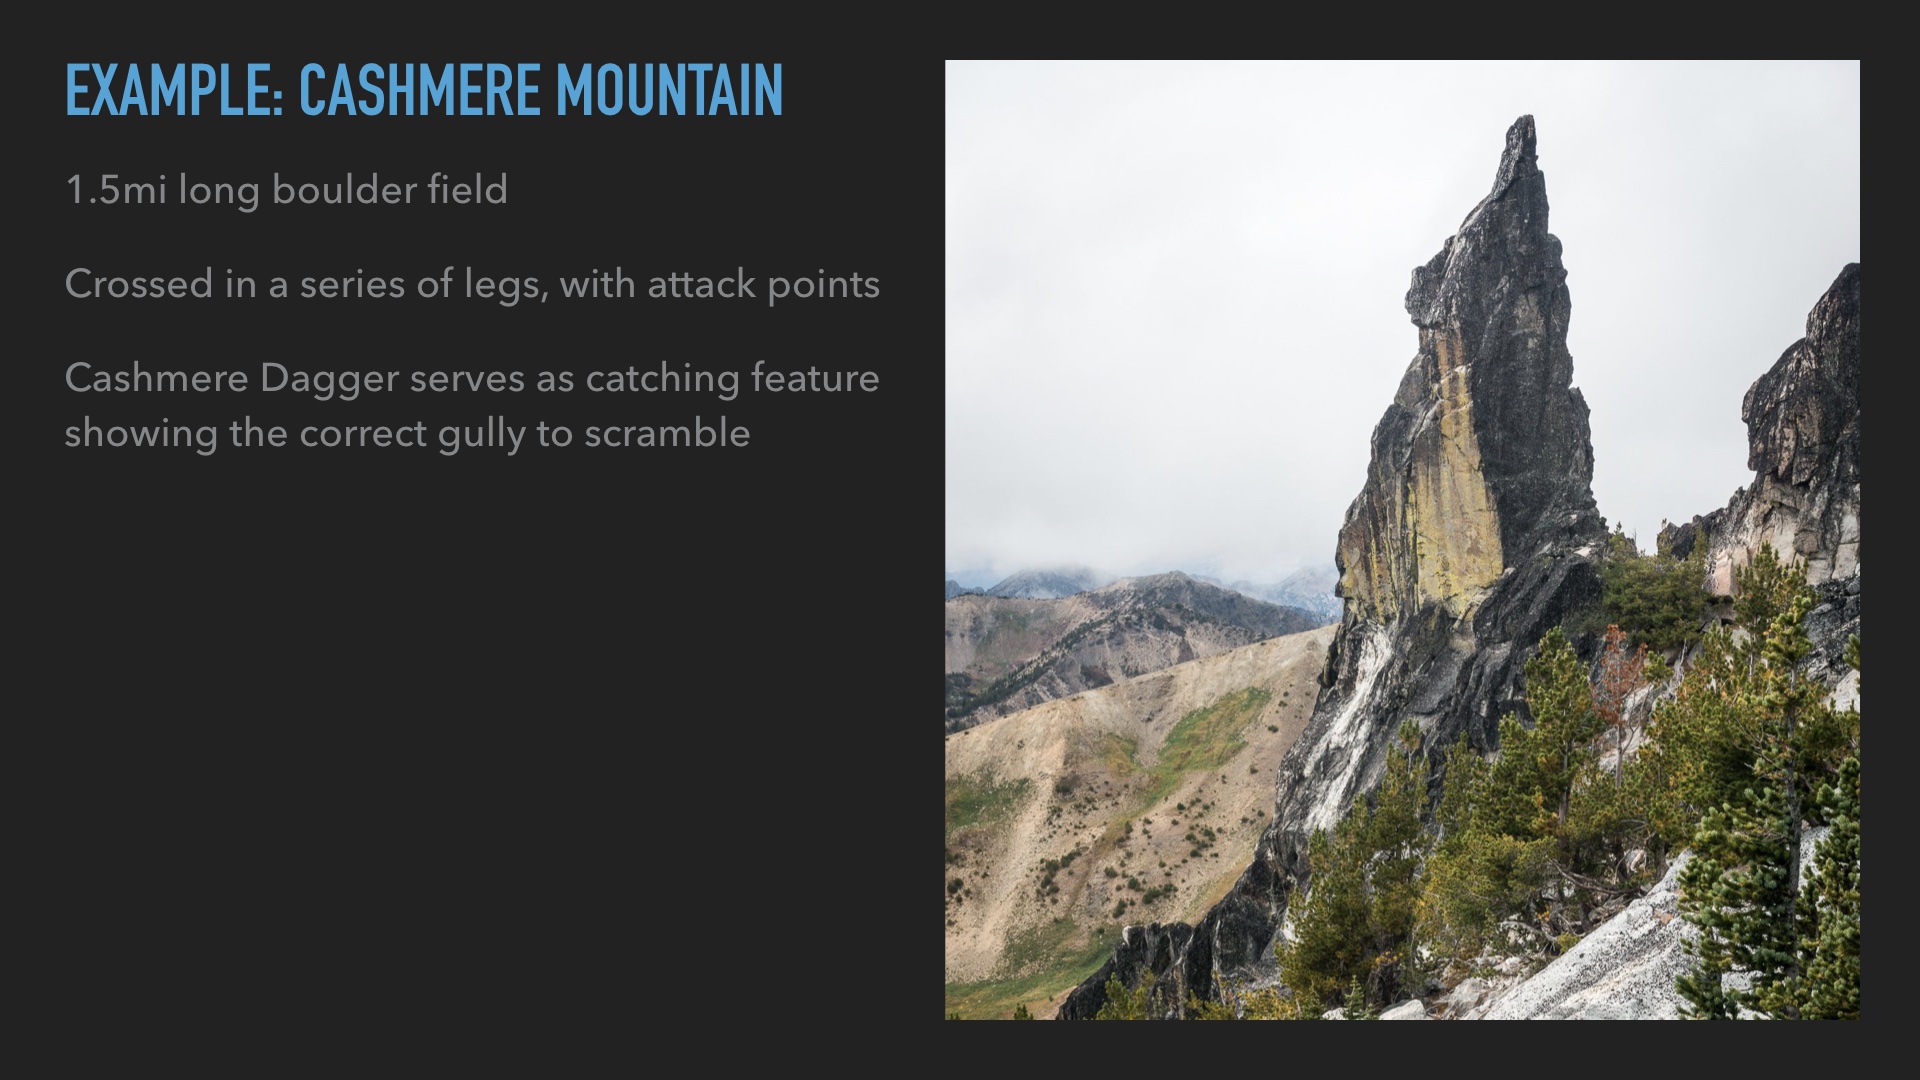 EXAMPLE: CASHMERE MOUNTAIN
1.5mi long boulder field
Crossed in a series of legs, with attack points
Cashmere Dagger serves as catching feature
showing the correct gully to scramble